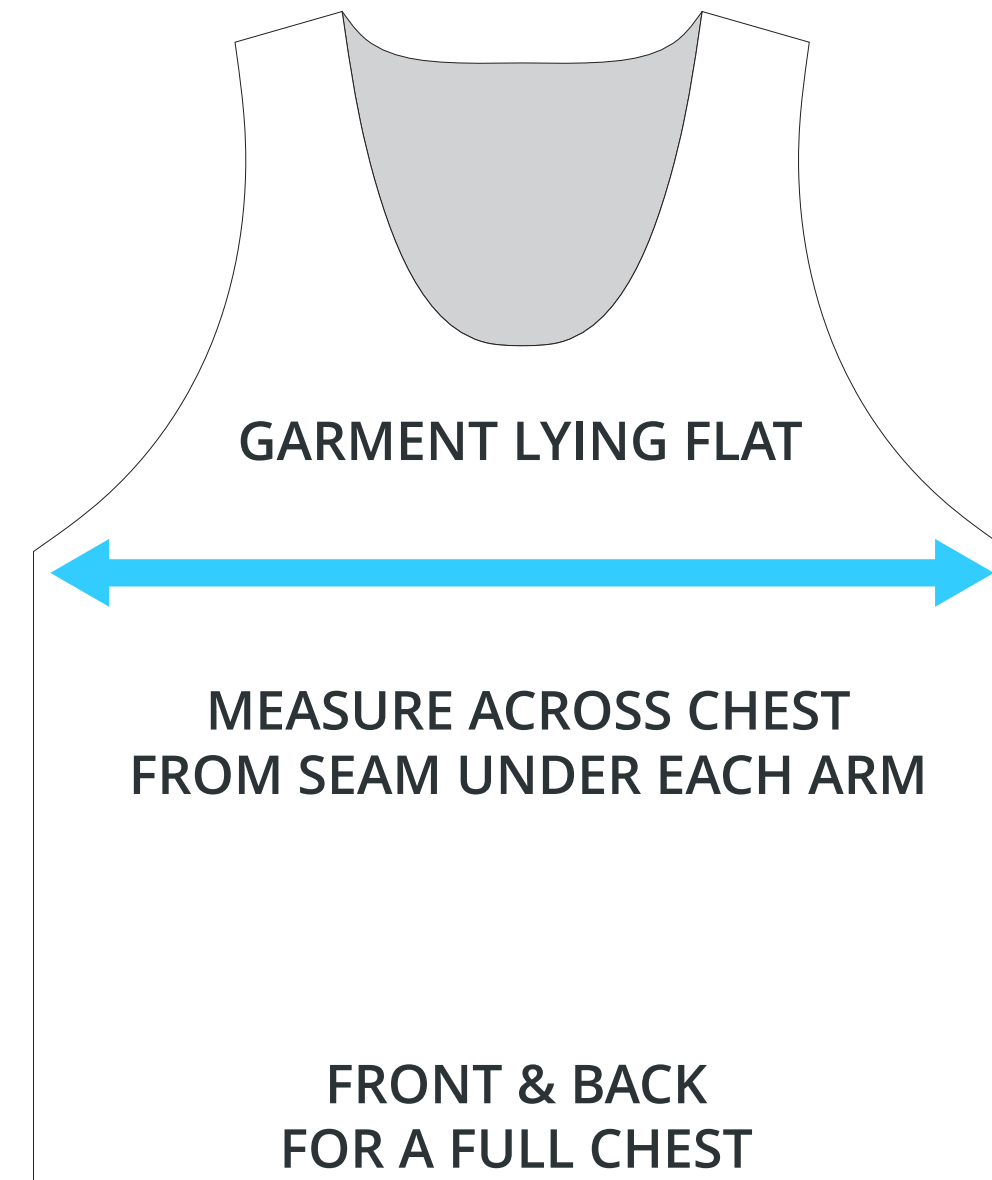 GARMENT LYING FLAT
MEASURE ACROSS CHEST
FROM SEAM UNDER EACH ARM
FRONT & BACK
FOR A FULL CHEST